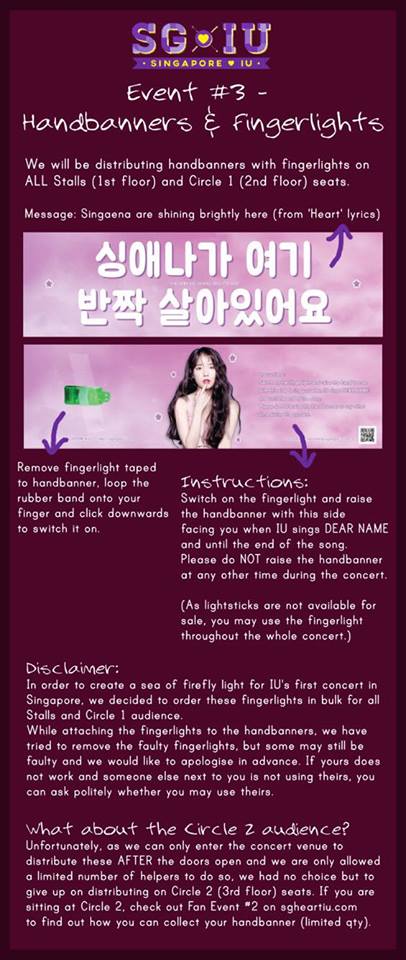 SG IU
• SINGAPORE ♥ IU •
Event #3 -
Handbanners & Fingerlights
We will be distributing handbanners with fingerlights on
ALL Stalls (1st floor) and Circle 1 (2nd floor) seats.
Message: Singaena are shining brightly here (from 'Heart' lyrics)
싱애나가 여기
반짝 살아있어요
Remove fingerlight taped
to handbanner, loop the
rubber band onto your
finger and click downwards
to switch it on.
Instructions:
Switch on the fingerlight and raise
the handbanner with this side
facing you when IU sings DEAR NAME
and until the end of the song.
Please do NOT raise the handbanner
at any other time during the concert.
(As lightsticks are not available for
sale, you may use the fingerlight
throughout the whole concert.)
Disclaimer:
In order to create a sea of firefly light for IU's first concert in
Singapore, we decided to order these fingerlights in bulk for all
Stalls and Circle 1 audience.
While attaching the fingerlights to the handbanners, we have
tried to remove the faulty fingerlights, but some may still be
faulty and we would like to apologise in advance. If yours does
not work and someone else next to you is not using theirs, you
can ask politely whether you may use theirs.
What about the Circle 2 audience?
Unfortunately, as we can only enter the concert venue to
distribute these AFTER the doors open and we are only allowed
a limited number of helpers to do so, we had no choice but to
give up on distributing on Circle 2 (3rd floor) seats. If you are
sitting at Circle 2, check out Fan Event #2 on sgheartiu.com
to find out how you can collect your handbanner (limited qty).